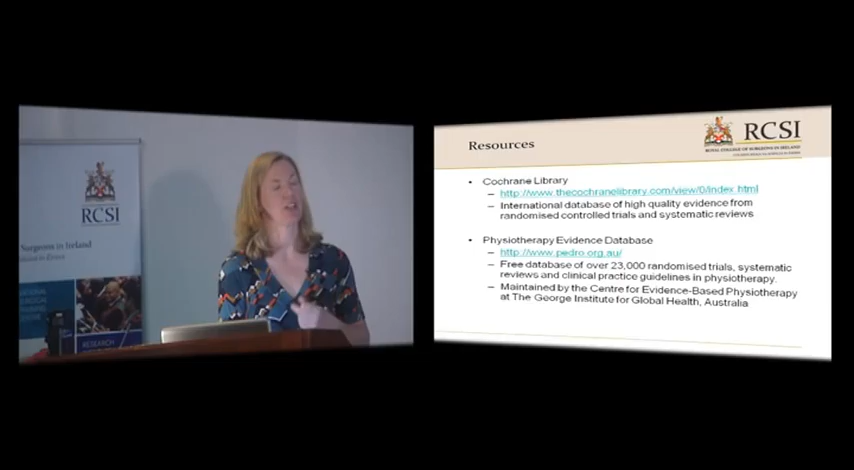 RCSI
Surgeons in Ireland
RESEARCH
Resources
RCSI
ROYAL COLLEGE OF SURGEONS IN IRELAND
• Cochrane Library
– http://www.thecochranelibrary.com/view/0/index.html
– International database of high quality evidence from
randomised controlled trials and systematic reviews
• Physiotherapy Evidence Database
– http://www.pedro.org.au/
– Free database of over 23,000 randomised trials, systematic
reviews and clinical practice guidelines in physiotherapy.
– Maintained by the Centre for Evidence-Based Physiotherapy
at The George Institute for Global Health, Australia